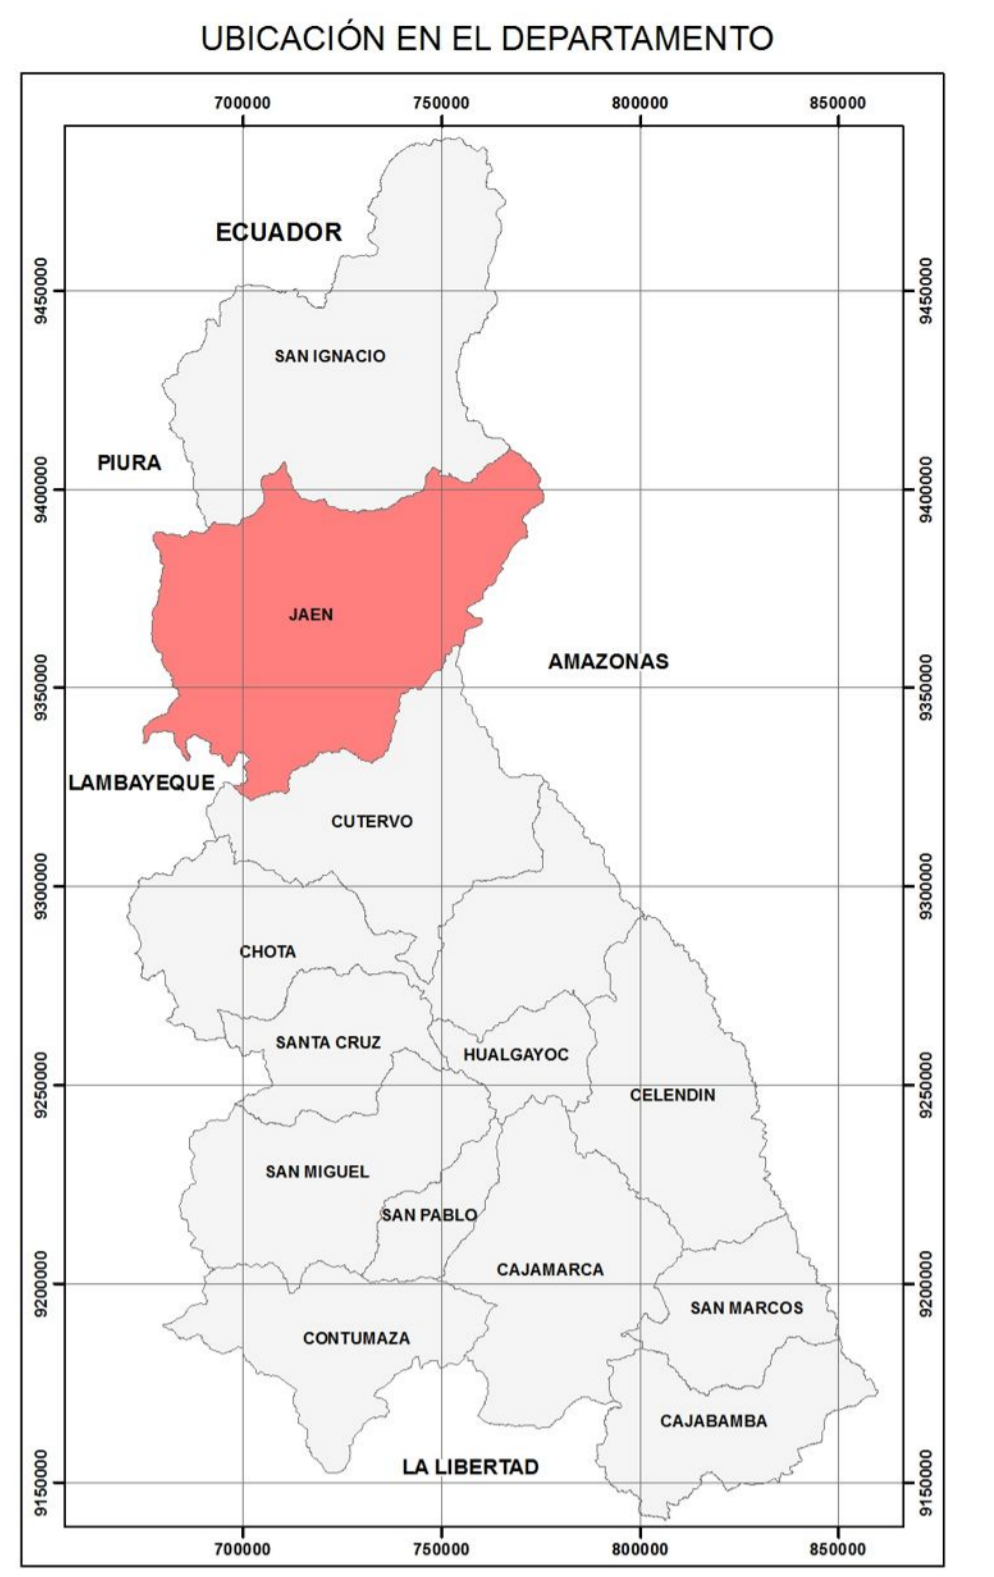 UBICACIÓN EN EL DEPARTAMENTO
700000 750000 800000 850000
ECUADOR
9450000 9450000
SAN IGNACIO
PIURA
9400000 9400000
JAEN
AMAZONAS
9350000 9350000
LAMBAYEQUE
CUTERVO
9300000 9300000
CHOTA
SANTA CRUZ
HUALGAYOC
9250000 9250000
CELENDIN
SAN MIGUEL
SAN PABLO
CAJAMARCA
9200000 9200000
SAN MARCOS
CONTUMAZA
CAJABAMBA
LA LIBERTAD
9150000 9150000
700000 750000 800000 850000